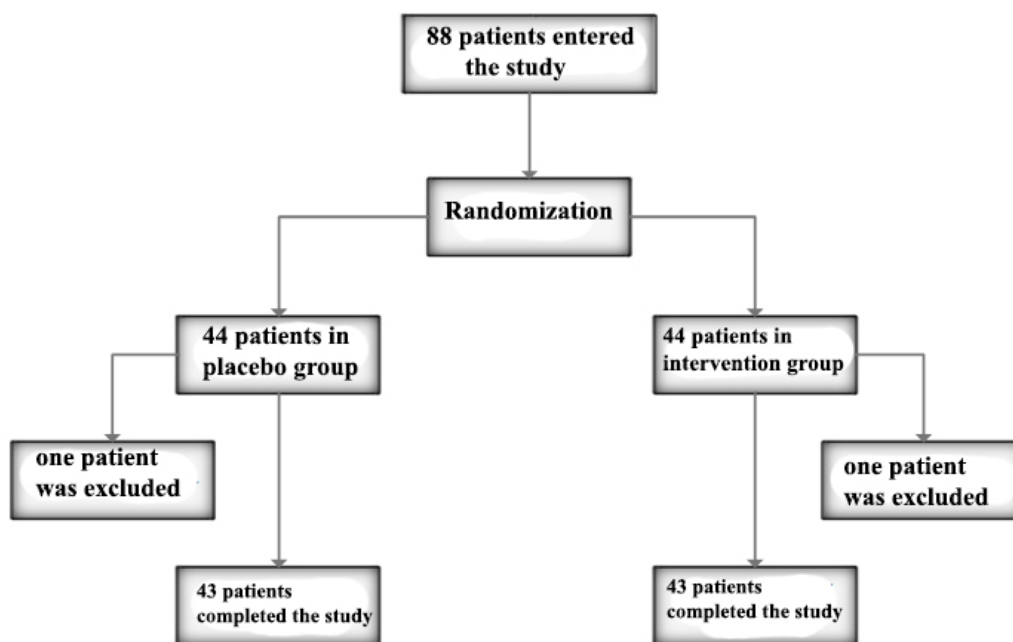 88 patients entered
the study
Randomization
44 patients in
placebo group
44 patients in
intervention group
one patient
was excluded
one patient
was excluded
43 patients
completed the study
43 patients
completed the study